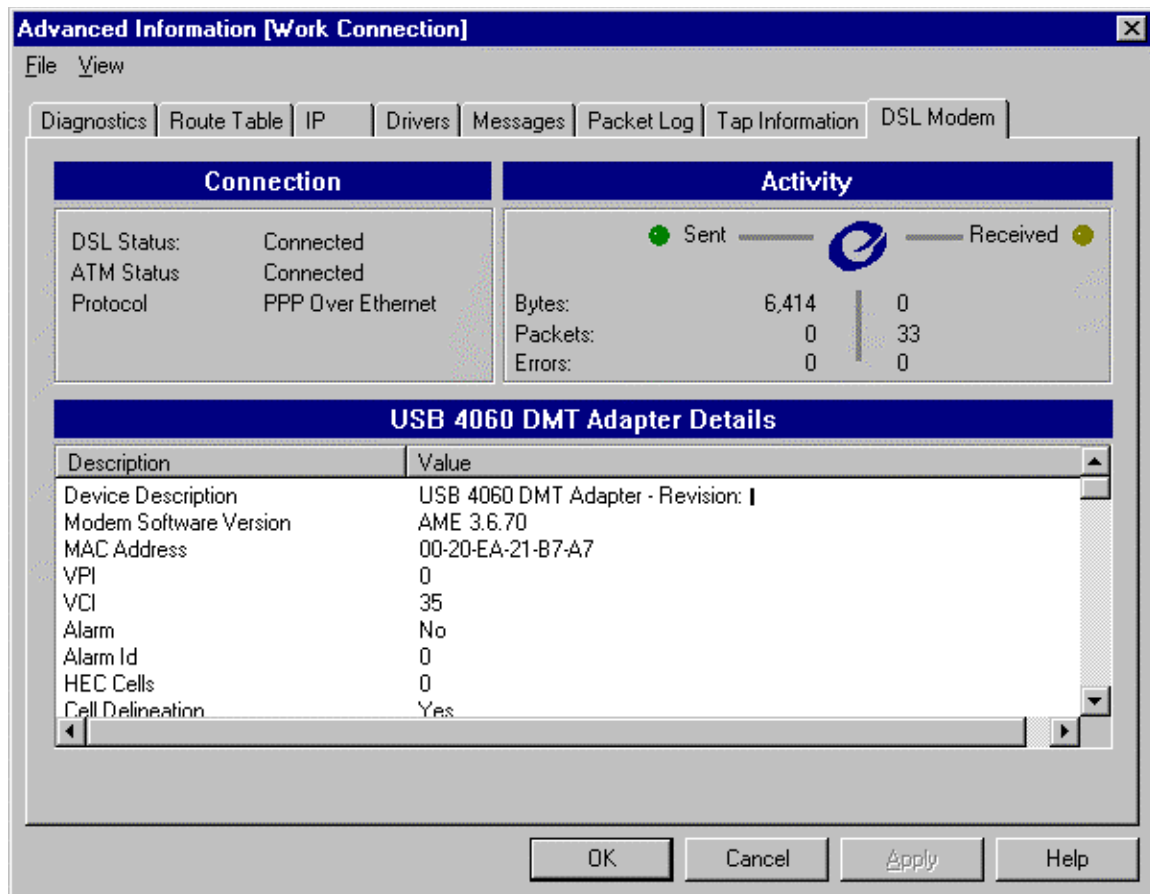 Advanced Information [Work Connection]
File View
Diagnostics Route Table IP Drivers Messages Packet Log Tap Information DSL Modem
Connection
DSL Status: Connected
ATM Status Connected
Protocol PPP Over Ethernet
Activity
Sent Received
Bytes: 6,414 0
Packets: 0 33
Errors: 0 0
USB 4060 DMT Adapter Details
Description Value
Device Description USB 4060 DMT Adapter - Revision:
Modem Software Version AME 3.6.70
MAC Address 00-20-EA-21-B7-A7
VPI 0
VCI 35
Alarm No
Alarm Id 0
HEC Cells 0
Cell Delineation Yes
OK Cancel Apply Help